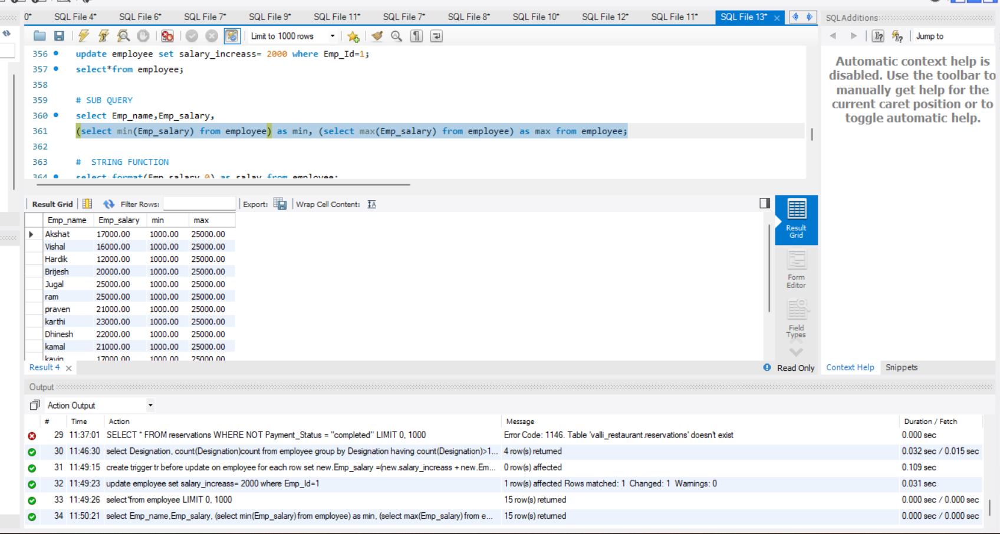 0* SQL File 4* SQL File 6* SQL File 7* SQL File 9* SQL File 11* SQL File 7* SQL File 8* SQL File 10* SQL File 12* SQL File 11* SQL File 13*
SQLAdditions
Limit to 1000 rows
Jump to
356 update employee set salary_increass= 2000 where Emp_Id=1;
357 select*from employee;
358
359 # SUB QUERY
360 select Emp_name,Emp_salary,
361 (select min(Emp_salary) from employee) as min, (select max(Emp_salary) from employee) as max from employee;
362
363 # STRING FUNCTION
364 select format(Emp_salary,0) as salay from employee;
Automatic context help is
disabled. Use the toolbar to
manually get help for the
current caret position or to
toggle automatic help.
Result Grid Filter Rows: Export: Wrap Cell Content:
Emp_name Emp_salary min max
Akshat 17000.00 1000.00 25000.00
Vishal 16000.00 1000.00 25000.00
Hardik 12000.00 1000.00 25000.00
Brijesh 20000.00 1000.00 25000.00
Jugal 25000.00 1000.00 25000.00
ram 25000.00 1000.00 25000.00
praven 21000.00 1000.00 25000.00
karthi 23000.00 1000.00 25000.00
Dhinesh 22000.00 1000.00 25000.00
kamal 21000.00 1000.00 25000.00
kavin 17000.00 1000.00 25000.00
Result
Grid
Form
Editor
Field
Types
Result 4
Read Only
Context Help Snippets
Output
Action Output
# Time Action Message Duration / Fetch
29 11:37:01 SELECT * FROM reservations WHERE NOT Payment_Status = "completed" LIMIT 0, 1000 Error Code: 1146. Table 'valli_restaurant.reservations' doesn't exist 0.000 sec
30 11:46:30 select Designation, count(Designation)count from employee group by Designation having count(Designation)>1... 4 row(s) returned 0.032 sec / 0.015 sec
31 11:49:15 create trigger tr before update on employee for each row set new.Emp_salary =(new.salary_increass + new.Em... 0 row(s) affected 0.109 sec
32 11:49:23 update employee set salary_increass= 2000 where Emp_Id=1 1 row(s) affected Rows matched: 1 Changed: 1 Warnings: 0 0.031 sec
33 11:49:26 select*from employee LIMIT 0, 1000 15 row(s) returned 0.000 sec / 0.000 sec
34 11:50:21 select Emp_name,Emp_salary, (select min(Emp_salary) from employee) as min, (select max(Emp_salary) from e... 15 row(s) returned 0.000 sec / 0.000 sec